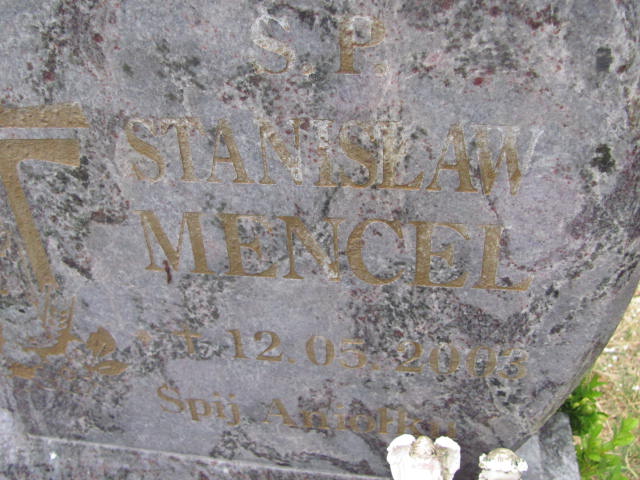 Ś.P.
STANISŁAW
MENCEL
* † 12.05.2003
Śpij Aniołku